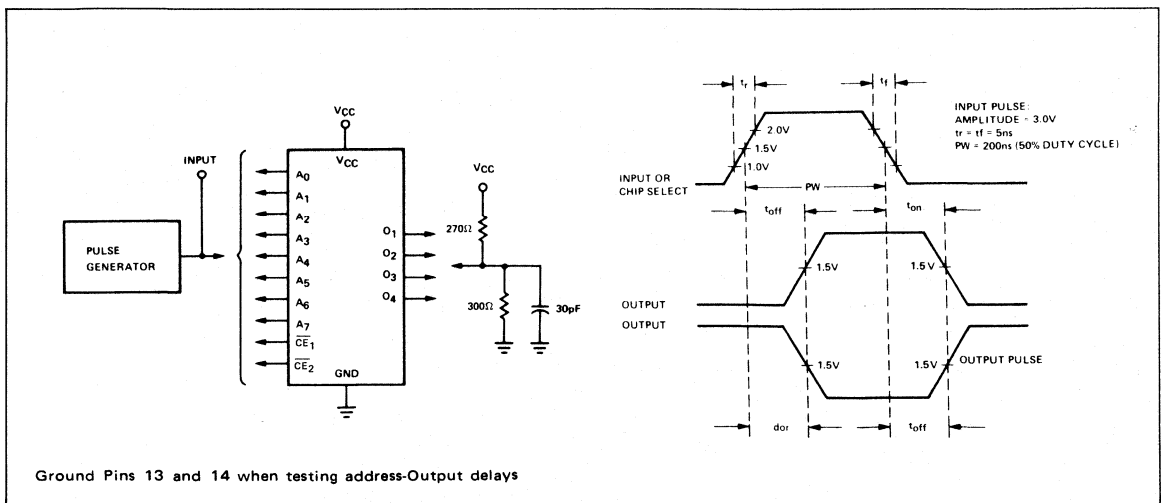 VCC
INPUT
VCC
A0
A1
A2
A3
A4
A5
A6
A7
CE1
CE2
PULSE
GENERATOR
O1
O2
O3
O4
GND
VCC
270Ω
300Ω
30pF
tr
tf
2.0V
1.5V
1.0V
INPUT PULSE:
AMPLITUDE = 3.0V
tr = tf = 5ns
PW = 200ns (50% DUTY CYCLE)
INPUT OR
CHIP SELECT
PW
toff
ton
1.5V
1.5V
OUTPUT
OUTPUT
1.5V
1.5V
OUTPUT PULSE
dor
toff
Ground Pins 13 and 14 when testing address-Output delays